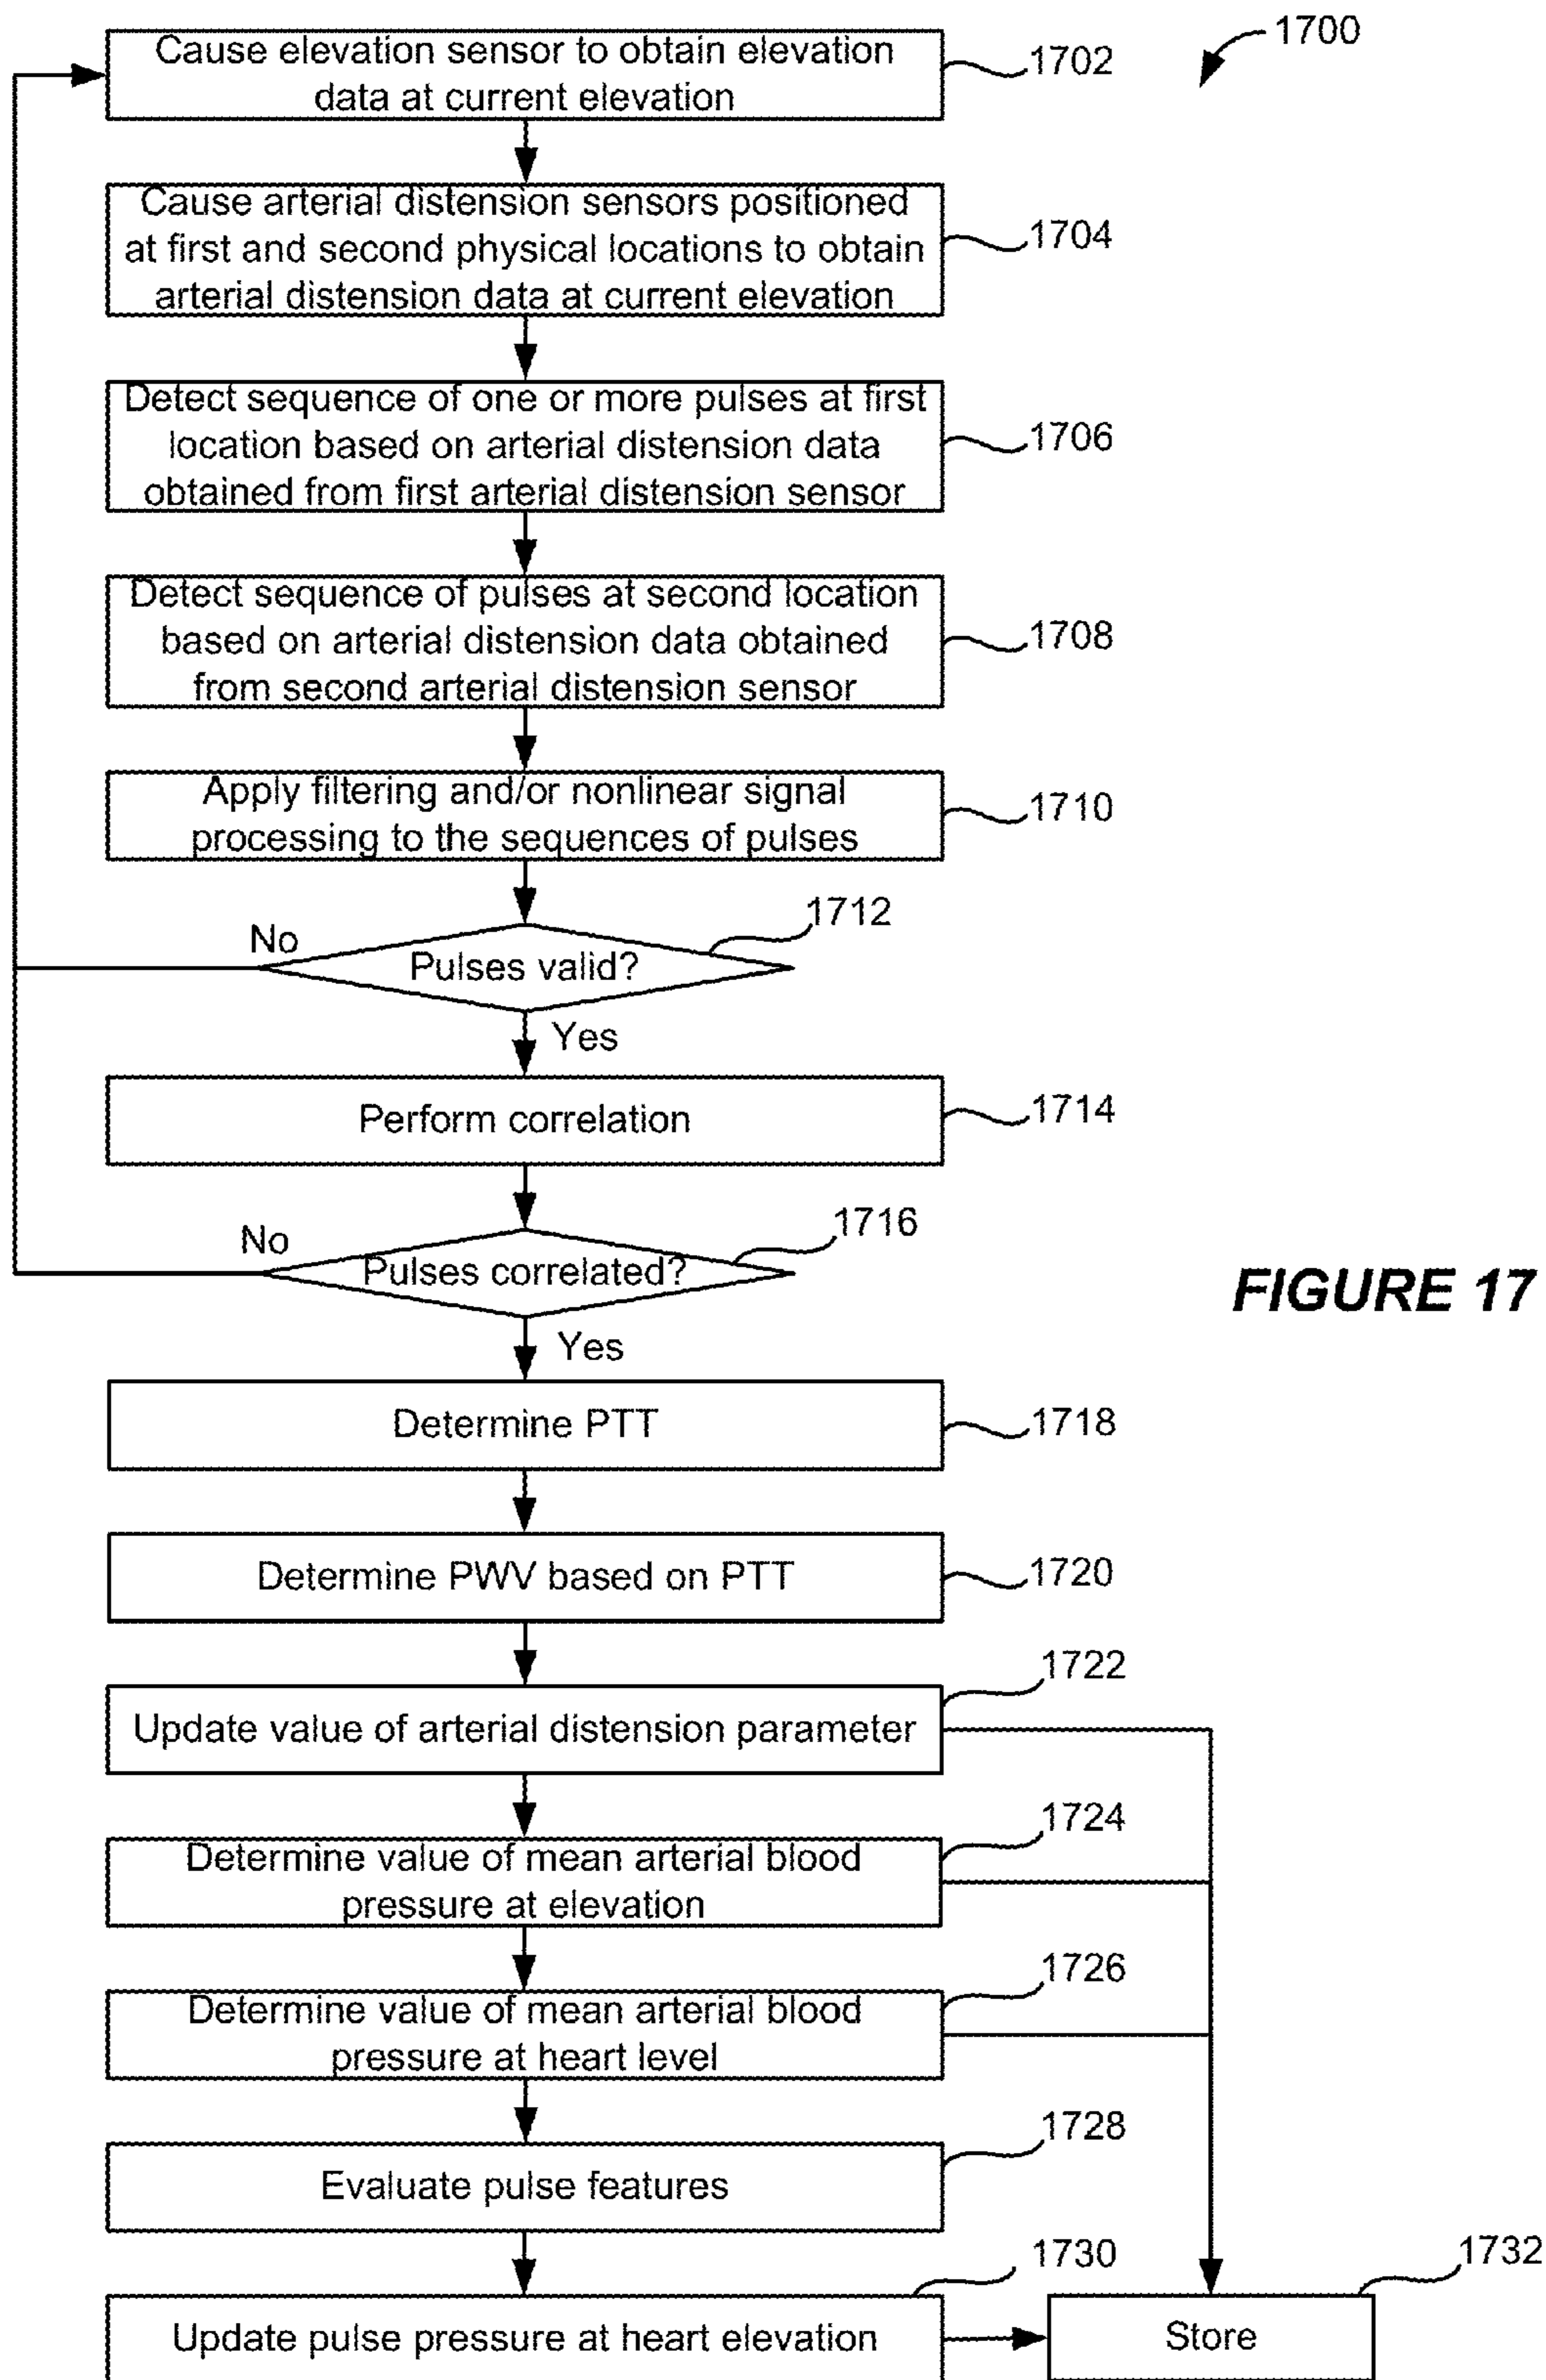 1700
Cause elevation sensor to obtain elevation
data at current elevation
1702
Cause arterial distension sensors positioned
at first and second physical locations to obtain
arterial distension data at current elevation
1704
Detect sequence of one or more pulses at first
location based on arterial distension data
obtained from first arterial distension sensor
1706
Detect sequence of pulses at second location
based on arterial distension data obtained
from second arterial distension sensor
1708
Apply filtering and/or nonlinear signal
processing to the sequences of pulses
1710
1712
No
Pulses valid?
Yes
Perform correlation
1714
1716
No
Pulses correlated?
Yes
FIGURE 17
Determine PTT
1718
Determine PWV based on PTT
1720
1722
Update value of arterial distension parameter
1724
Determine value of mean arterial blood
pressure at elevation
1726
Determine value of mean arterial blood
pressure at heart level
1728
Evaluate pulse features
1730
Update pulse pressure at heart elevation
1732
Store